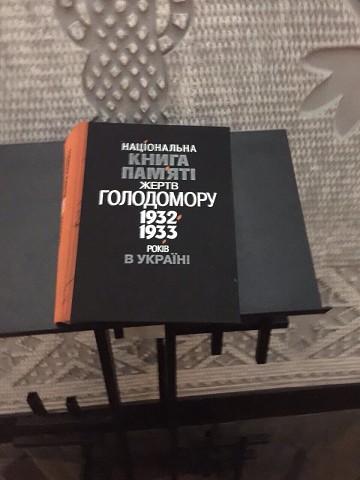 НАЦІОНАЛЬНА
КНИГА
ПАМ'ЯТІ
ЖЕРТВ
ГОЛОДОМОРУ
1932
1933
РОКІВ
В УКРАЇНІ